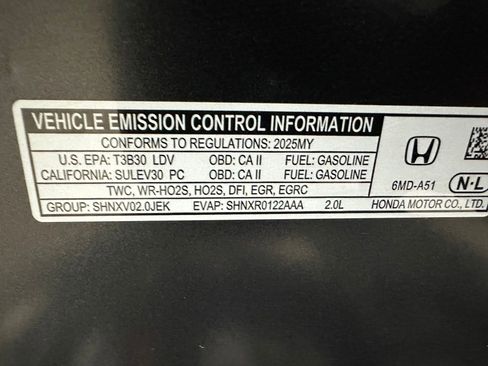 VEHICLE EMISSION CONTROL INFORMATION
CONFORMS TO REGULATIONS: 2025MY
U.S. EPA: T3B30 LDV OBD: CA II FUEL: GASOLINE
CALIFORNIA: SULEV30 PC OBD: CA II FUEL: GASOLINE
TWC, WR-HO2S, HO2S, DFI, EGR, EGRC
GROUP: SHNXV02.0JEK EVAP: SHNXR0122AAA 2.0L
6MD-A51 N-L
HONDA MOTOR CO., LTD.